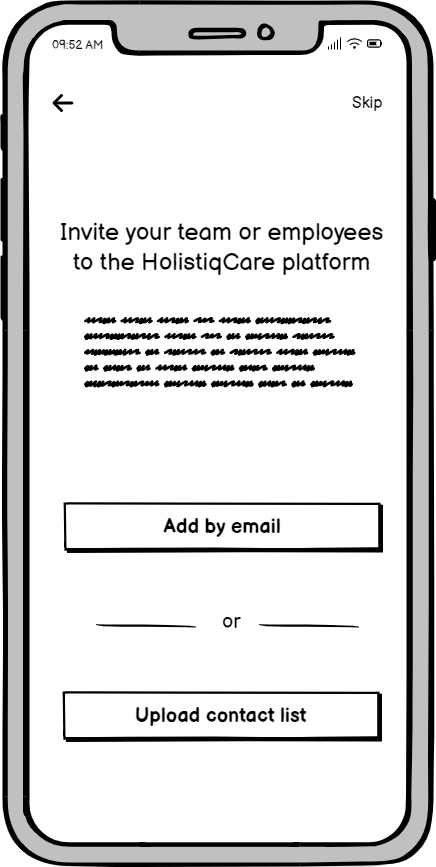 09:52 AM
Skip
Invite your team or employees
to the HolistiqCare platform
Add by email
or
Upload contact list